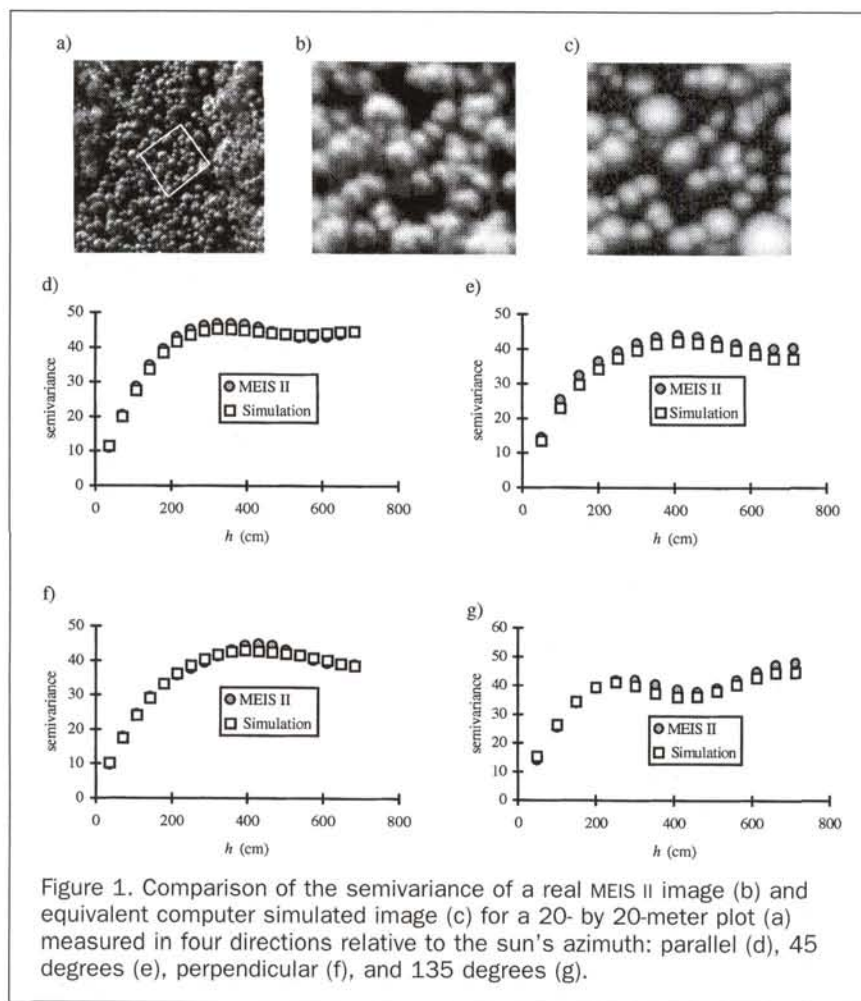 a)
b)
c)
d)
50
40
30
20
10
0
semivariance
MEIS II
Simulation
0 200 400 600 800
h (cm)
e)
50
40
30
20
10
0
semivariance
MEIS II
Simulation
0 200 400 600 800
h (cm)
f)
50
40
30
20
10
0
semivariance
MEIS II
Simulation
0 200 400 600 800
h (cm)
g)
60
50
40
30
20
10
0
semivariance
MEIS II
Simulation
0 200 400 600 800
h (cm)
Figure 1. Comparison of the semivariance of a real MEIS II image (b) and
equivalent computer simulated image (c) for a 20- by 20-meter plot (a)
measured in four directions relative to the sun's azimuth: parallel (d), 45
degrees (e), perpendicular (f), and 135 degrees (g).